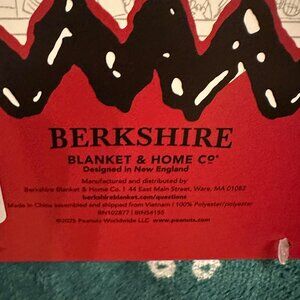 BERKSHIRE
BLANKET & HOME Cº
Designed in New England
Manufactured and distributed by
Berkshire Blanket & Home Co. | 44 East Main Street, Ware, MA 01082
berkshireblanket.com/questions
Made in China assembled and shipped from Vietnam / 100% Polyester/polyester
RN102877 | BIN54155
©2025 Peanuts Worldwide LLC www.peanuts.com